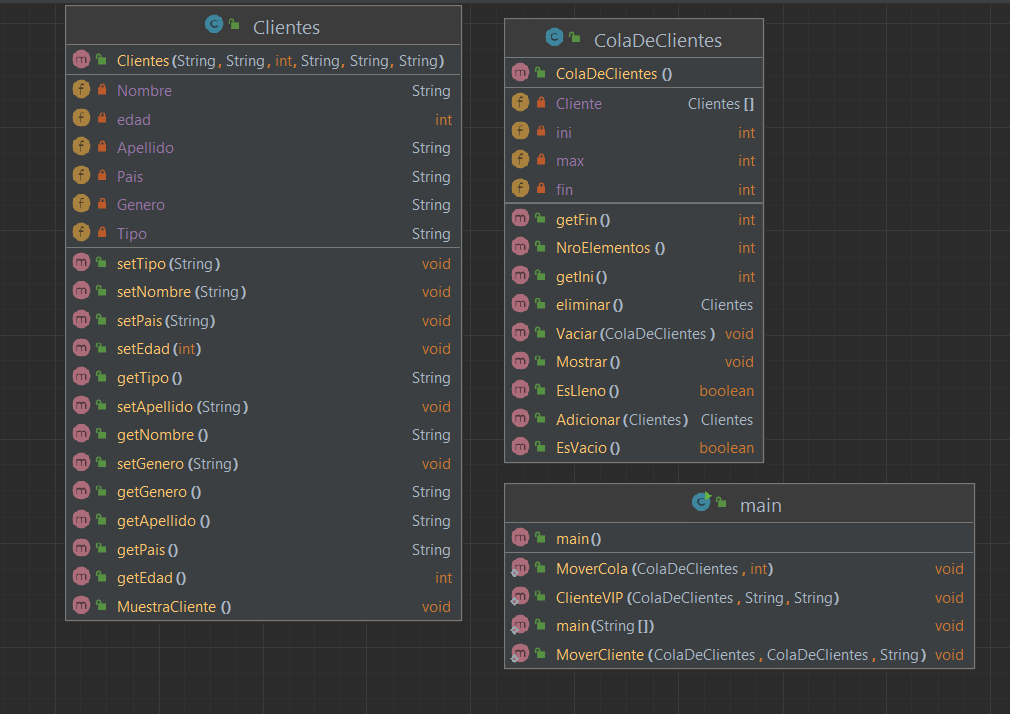 Clientes
Clientes(String, String, int, String, String, String)
Nombre String
edad int
Apellido String
Pais String
Genero String
Tipo String
setTipo(String) void
setNombre(String) void
setPais(String) void
setEdad(int) void
getTipo() String
setApellido(String) void
getNombre() String
setGenero(String) void
getGenero() String
getApellido() String
getPais() String
getEdad() int
MuestraCliente() void
ColaDeClientes
ColaDeClientes()
Cliente Clientes[]
ini int
max int
fin int
getFin() int
NroElementos() int
getIni() int
eliminar() Clientes
Vaciar(ColaDeClientes) void
Mostrar() void
EsLleno() boolean
Adicionar(Clientes) Clientes
EsVacio() boolean
main
main()
MoverCola(ColaDeClientes, int) void
ClienteVIP(ColaDeClientes, String, String) void
main(String[]) void
MoverCliente(ColaDeClientes, ColaDeClientes, String) void